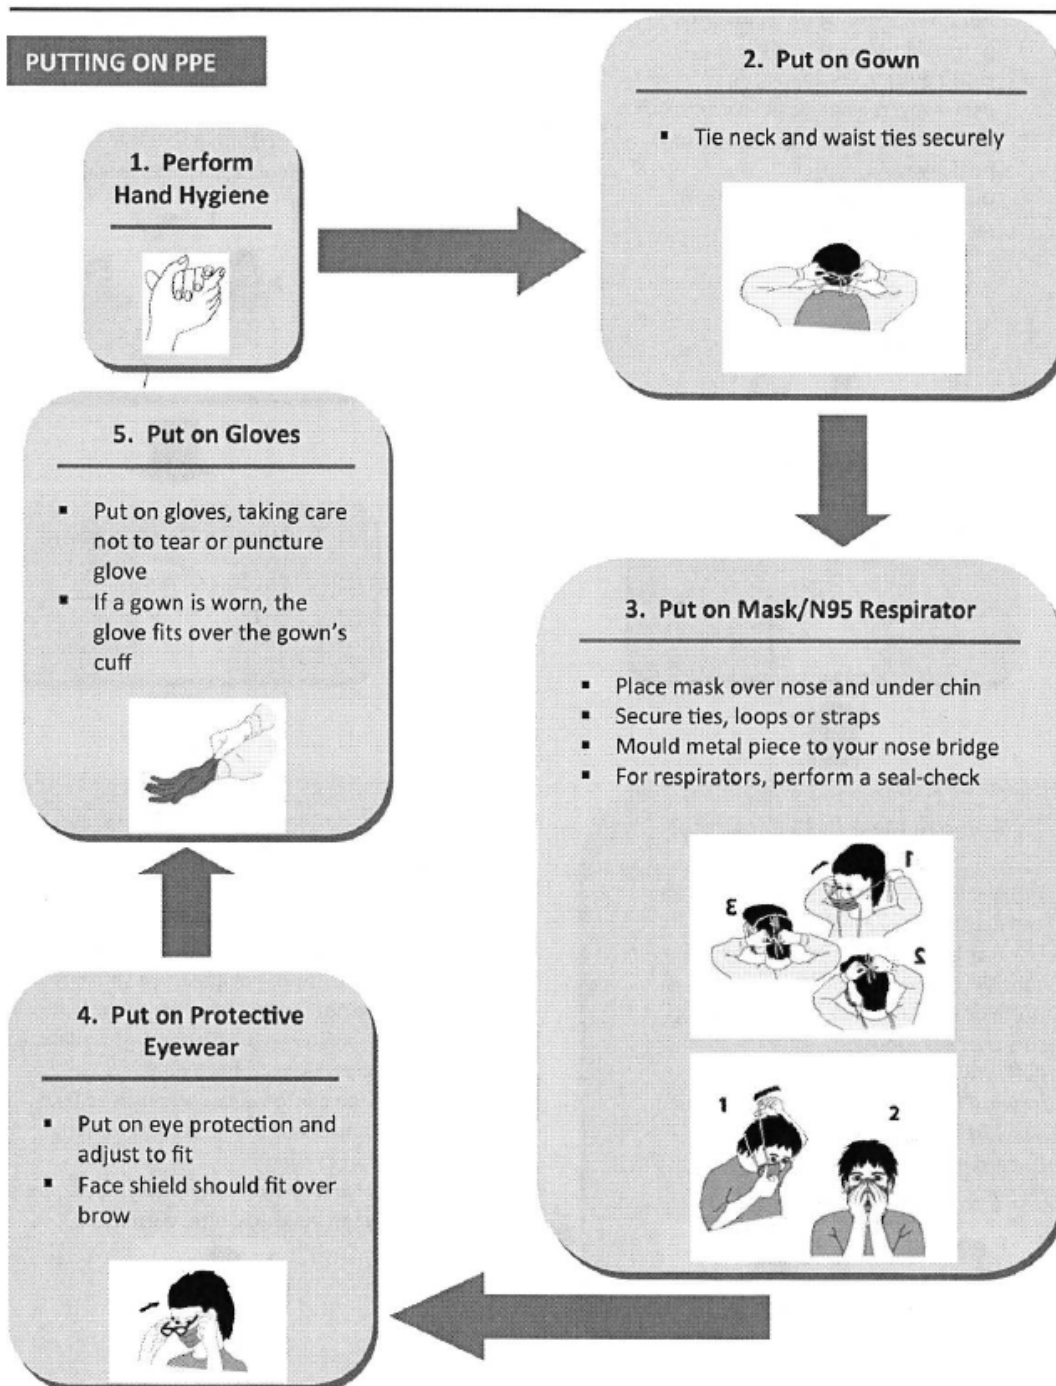 PUTTING ON PPE
1. Perform
Hand Hygiene
2. Put on Gown
▪ Tie neck and waist ties securely
3. Put on Mask/N95 Respirator
▪ Place mask over nose and under chin
▪ Secure ties, loops or straps
▪ Mould metal piece to your nose bridge
▪ For respirators, perform a seal-check
1
3
2
1
2
4. Put on Protective
Eyewear
▪ Put on eye protection and
adjust to fit
▪ Face shield should fit over
brow
5. Put on Gloves
▪ Put on gloves, taking care
not to tear or puncture
glove
▪ If a gown is worn, the
glove fits over the gown's
cuff